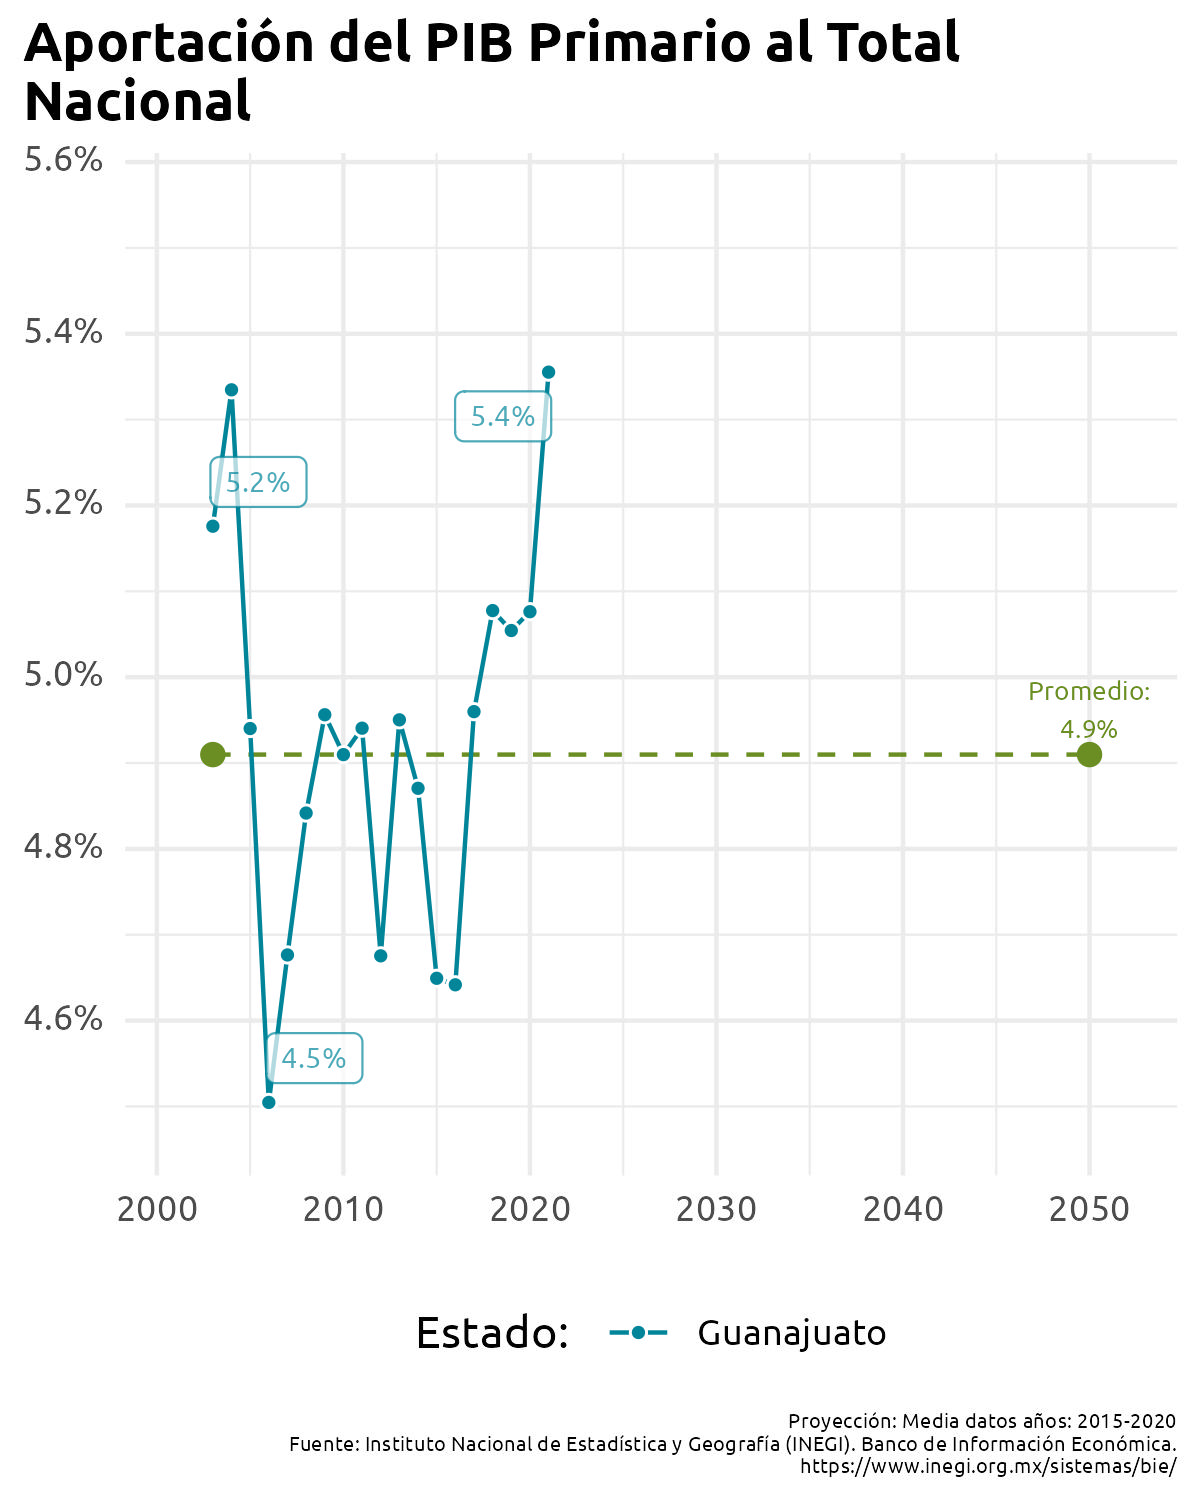 Aportación del PIB Primario al Total
Nacional
5.6%
5.4%
5.2%
5.0%
4.8%
4.6%
5.2%
5.4%
4.5%
Promedio:
4.9%
2000 2010 2020 2030 2040 2050
Estado: Guanajuato
Proyección: Media datos años: 2015-2020
Fuente: Instituto Nacional de Estadística y Geografía (INEGI). Banco de Información Económica.
https://www.inegi.org.mx/sistemas/bie/